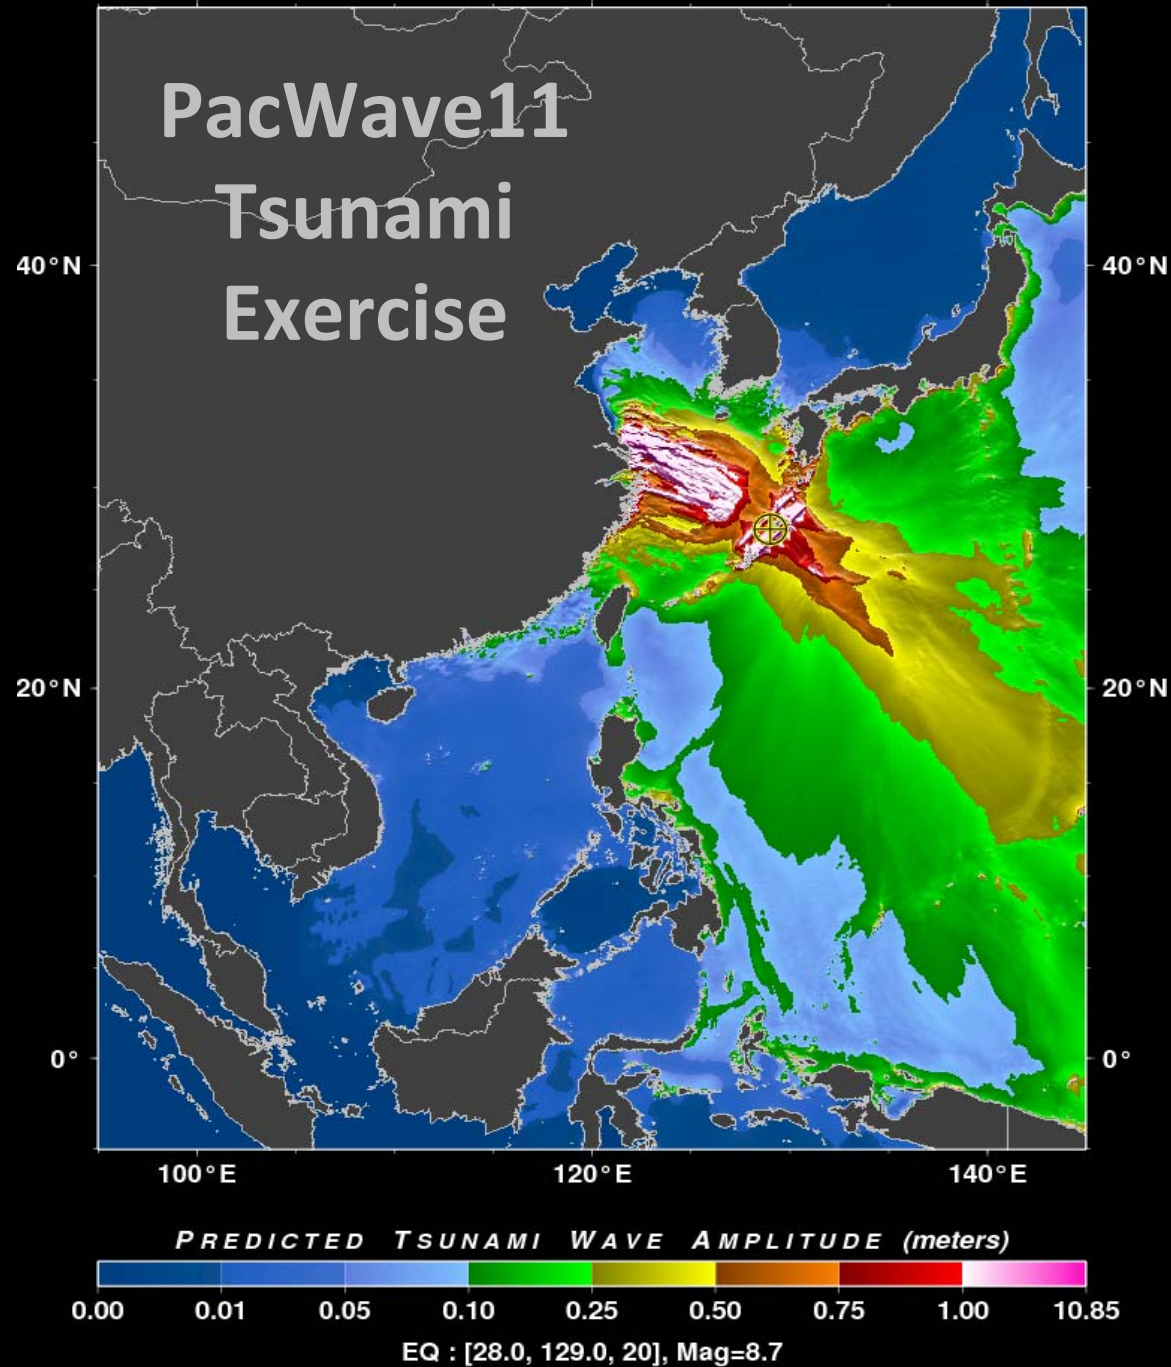 PacWave11
Tsunami
Exercise
40°N 40°N
20°N 20°N
0° 0°
100°E 120°E 140°E
PREDICTED TSUNAMI WAVE AMPLITUDE (meters)
0.00 0.01 0.05 0.10 0.25 0.50 0.75 1.00 10.85
EQ : [28.0, 129.0, 20], Mag=8.7